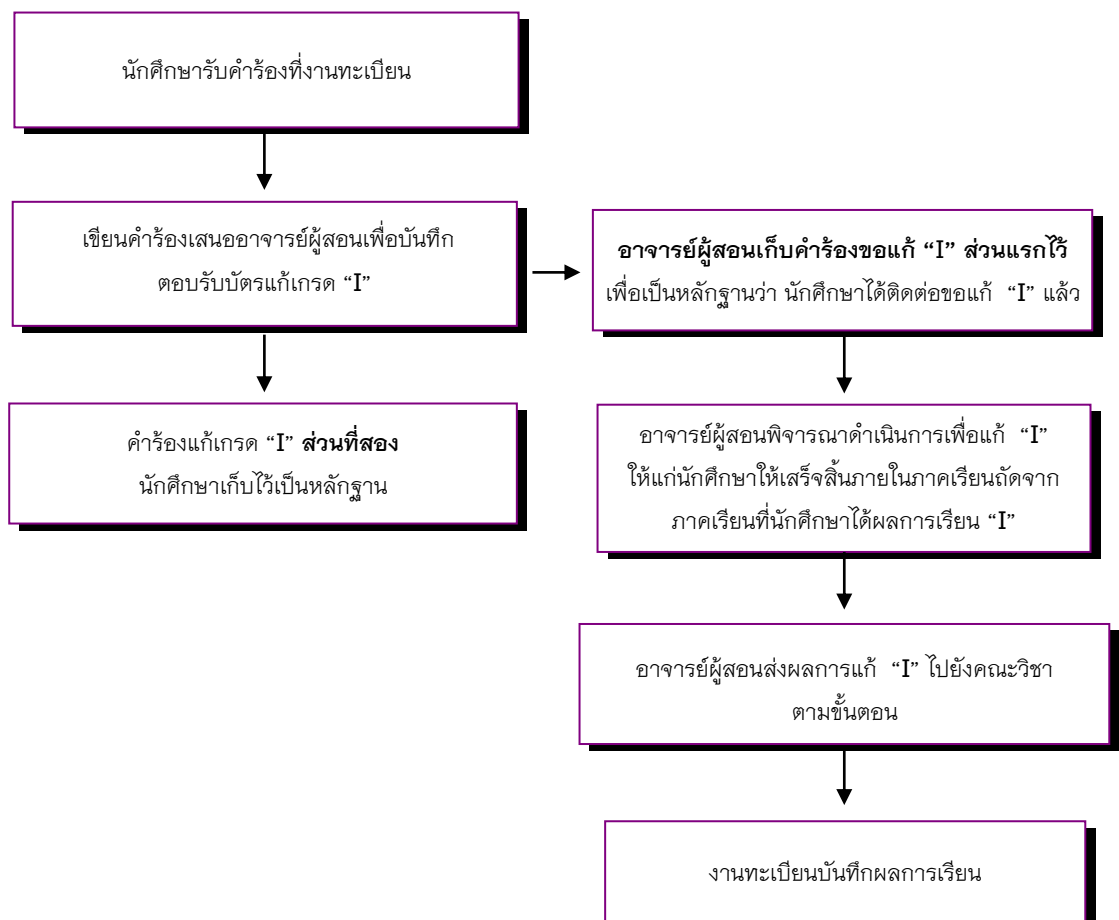 นักศึกษารับคำร้องที่งานทะเบียน
เขียนคำร้องเสนออาจารย์ผู้สอนเพื่อบันทึก
ตอบรับบัตรแก้เกรด “I”
อาจารย์ผู้สอนเก็บคำร้องขอแก้ “I” ส่วนแรกไว้
เพื่อเป็นหลักฐานว่า นักศึกษาได้ติดต่อขอแก้ “I” แล้ว
คำร้องแก้เกรด “I” ส่วนที่สอง
นักศึกษาเก็บไว้เป็นหลักฐาน
อาจารย์ผู้สอนพิจารณาดำเนินการเพื่อแก้ “I”
ให้แก่นักศึกษาให้เสร็จสิ้นภายในภาคเรียนถัดจาก
ภาคเรียนที่นักศึกษาได้ผลการเรียน “I”
อาจารย์ผู้สอนส่งผลการแก้ “I” ไปยังคณะวิชา
ตามขั้นตอน
งานทะเบียนบันทึกผลการเรียน